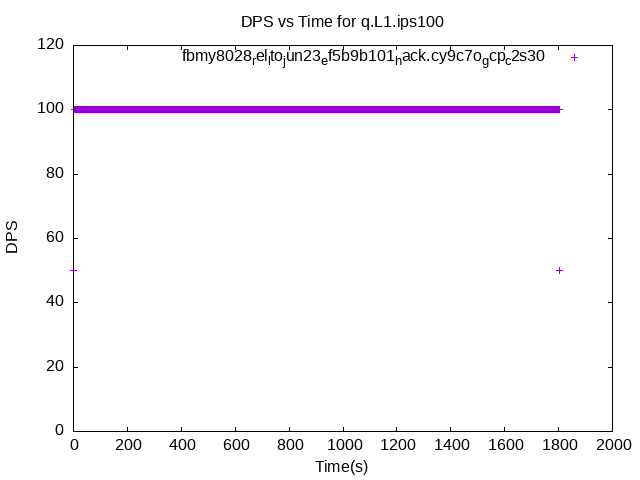 DPS vs Time for q.L1.ips100
fbmy8028relltojun23ef5b9b101hack.cy9c7ogcpc2s30
120
100
80
60
40
20
0
DPS
0 200 400 600 800 1000 1200 1400 1600 1800 2000
Time(s)